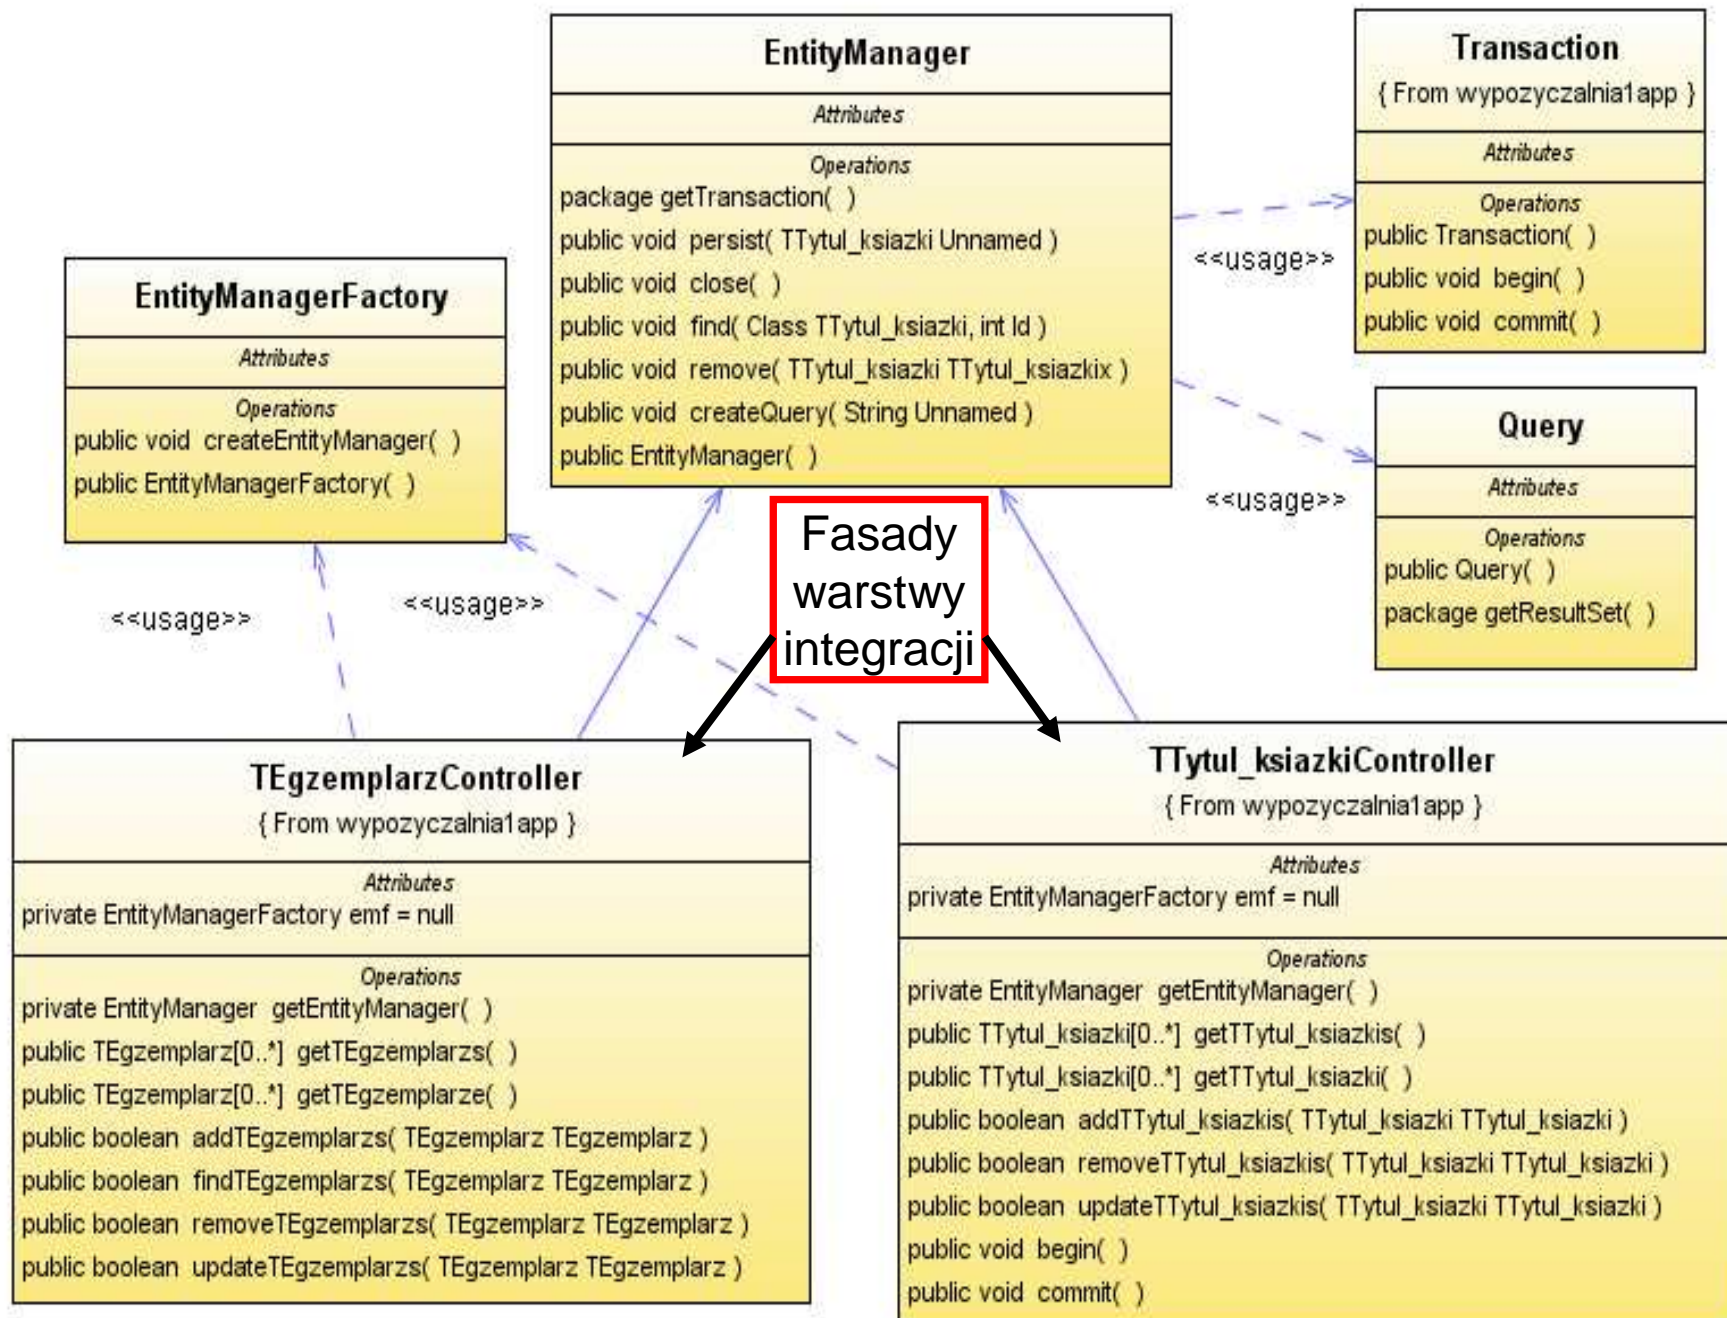 EntityManager
Attributes
Operations
package getTransaction( )
public void persist( TTytul_ksiazki Unnamed )
public void close( )
public void find( Class TTytul_ksiazki, int Id )
public void remove( TTytul_ksiazki TTytul_ksiazkix )
public void createQuery( String Unnamed )
public EntityManager( )
Transaction
{ From wypozyczalnia1app }
Attributes
Operations
public Transaction( )
public void begin( )
public void commit( )
<<usage>>
EntityManagerFactory
Attributes
Operations
public void createEntityManager( )
public EntityManagerFactory( )
Query
Attributes
Operations
public Query( )
package getResultSet( )
<<usage>>
Fasady
warstwy
integracji
<<usage>>
<<usage>>
TEgzemplarzController
{ From wypozyczalnia1app }
Attributes
private EntityManagerFactory emf = null
Operations
private EntityManager getEntityManager( )
public TEgzemplarz[0..*] getTEgzemplarzs( )
public TEgzemplarz[0..*] getTEgzemplarze( )
public boolean addTEgzemplarzs( TEgzemplarz TEgzemplarz )
public boolean findTEgzemplarzs( TEgzemplarz TEgzemplarz )
public boolean removeTEgzemplarzs( TEgzemplarz TEgzemplarz )
public boolean updateTEgzemplarzs( TEgzemplarz TEgzemplarz )
TTytul_ksiazkiController
{ From wypozyczalnia1app }
Attributes
private EntityManagerFactory emf = null
Operations
private EntityManager getEntityManager( )
public TTytul_ksiazki[0..*] getTTytul_ksiazkis( )
public TTytul_ksiazki[0..*] getTTytul_ksiazki( )
public boolean addTTytul_ksiazkis( TTytul_ksiazki TTytul_ksiazki )
public boolean removeTTytul_ksiazkis( TTytul_ksiazki TTytul_ksiazki )
public boolean updateTTytul_ksiazkis( TTytul_ksiazki TTytul_ksiazki )
public void begin( )
public void commit( )